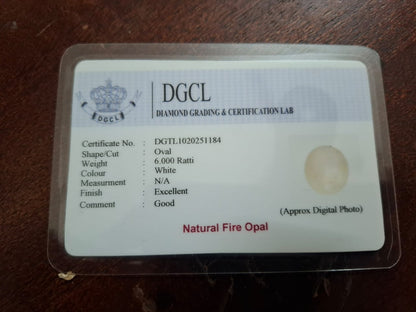 DGCL
DGCL
DIAMOND GRADING & CERTIFICATION LAB
Certificate No. : DGTL1020251184
Shape/Cut : Oval
Weight : 6.000 Ratti
Colour : White
Measurment : N/A
Finish : Excellent
Comment : Good
(Approx Digital Photo)
Natural Fire Opal